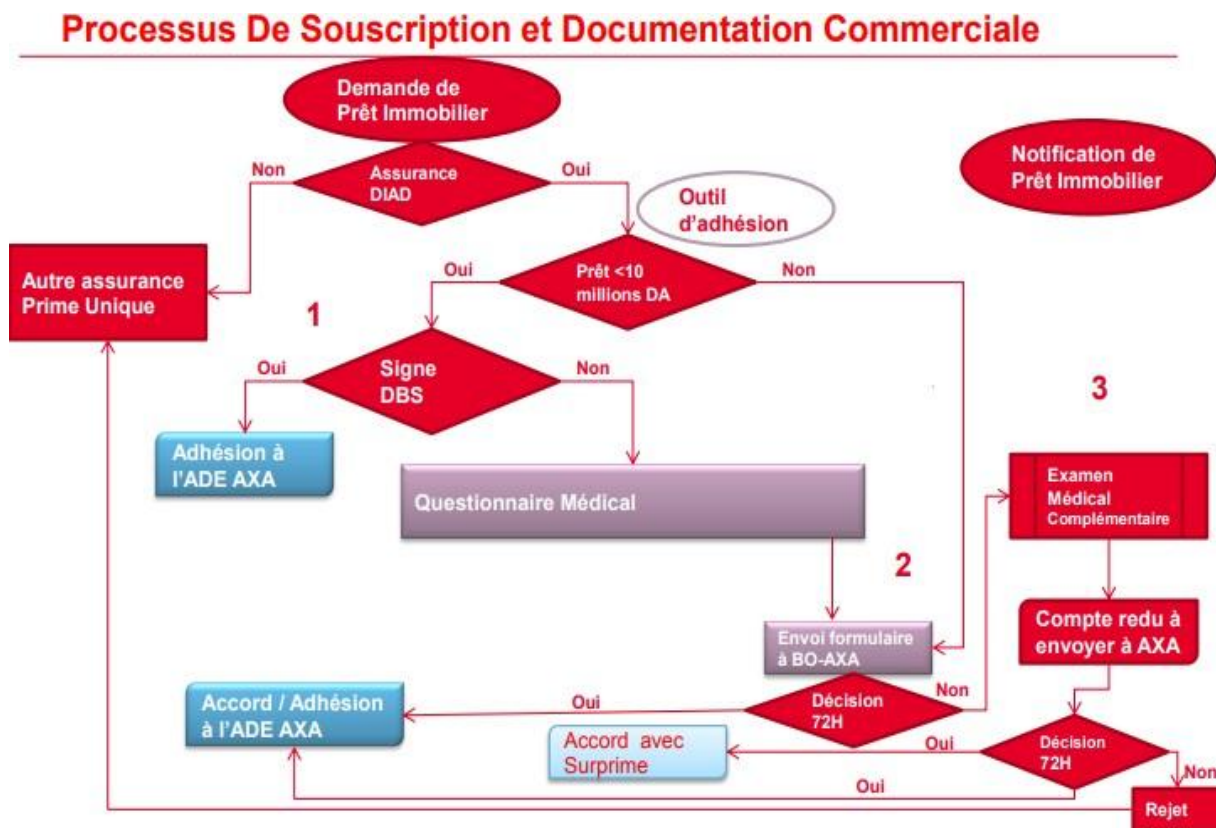 Processus De Souscription et Documentation Commerciale
Demande de
Prêt Immobilier
Notification de
Prêt Immobilier
Non
Assurance
DIAD
Oui
Outil
d'adhésion
Autre assurance
Prime Unique
Oui
Prêt <10
millions DA
Non
1
Oui
Signe
DBS
Non
3
Adhésion à
l'ADE AXA
Questionnaire Médical
Examen
Médical
Complémentaire
2
Envoi formulaire
à BO-AXA
Compte redu à
envoyer à AXA
Accord / Adhésion
à l'ADE AXA
Oui
Décision
72H
Non
Accord avec
Surprime
Oui
Décision
72H
Non
Oui
Rejet